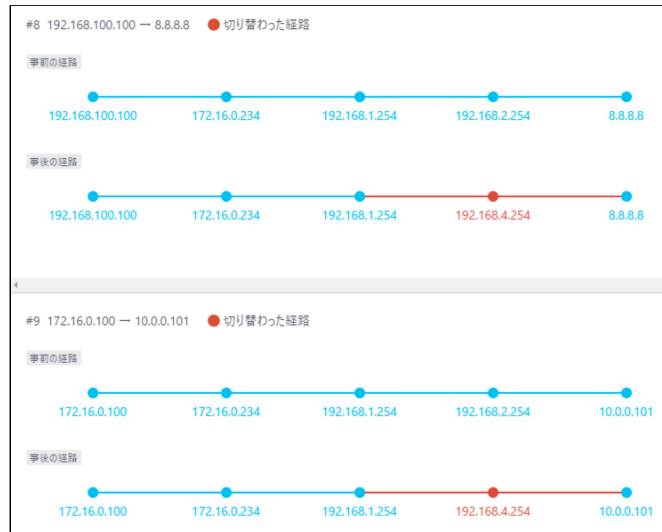 #8 192.168.100.100 → 8.8.8.8 切り替わった経路
事前の経路
192.168.100.100 172.16.0.234 192.168.1.254 192.168.2.254 8.8.8.8
事後の経路
192.168.100.100 172.16.0.234 192.168.1.254 192.168.4.254 8.8.8.8
#9 172.16.0.100 → 10.0.0.101 切り替わった経路
事前の経路
172.16.0.100 172.16.0.234 192.168.1.254 192.168.2.254 10.0.0.101
事後の経路
172.16.0.100 172.16.0.234 192.168.1.254 192.168.4.254 10.0.0.101